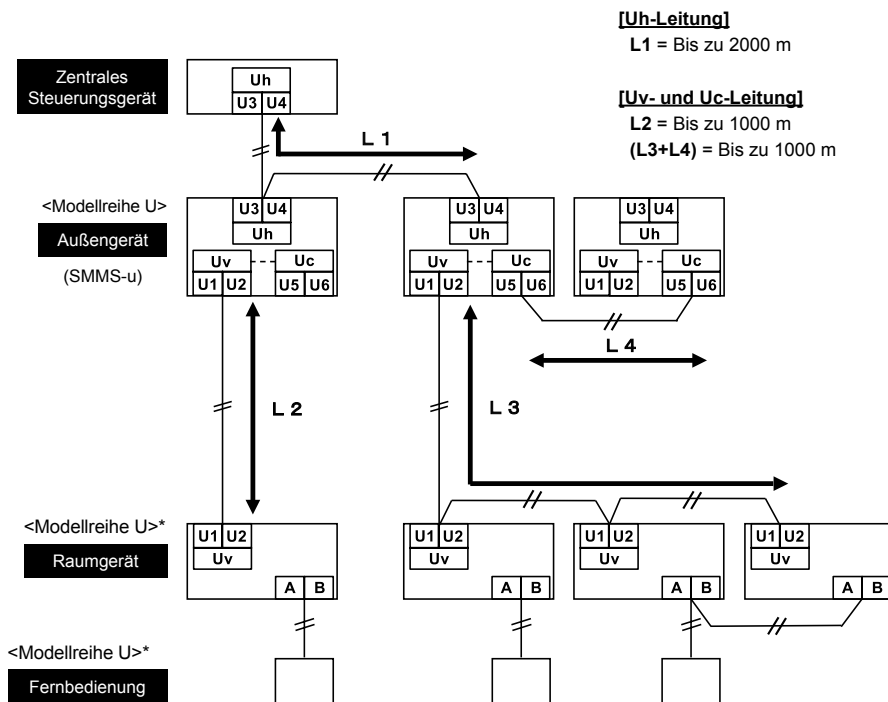 [Uh-Leitung]
L1 = Bis zu 2000 m
[Uv- und Uc-Leitung]
L2 = Bis zu 1000 m
(L3+L4) = Bis zu 1000 m
Zentrales
Steuerungsgerät
Uh
U3 U4
L 1
<Modellreihe U>
Außengerät
(SMMS-u)
U3 U4 U3 U4 U3 U4
Uh Uh Uh
Uv Uc Uv Uc Uv Uc
U1 U2 U5 U6 U1 U2 U5 U6 U1 U2 U5 U6
L 4
L 2
L 3
<Modellreihe U>*
Raumgerät
U1 U2 U1 U2 U1 U2 U1 U2
Uv Uv Uv Uv
A B A B A B A B
<Modellreihe U>*
Fernbedienung